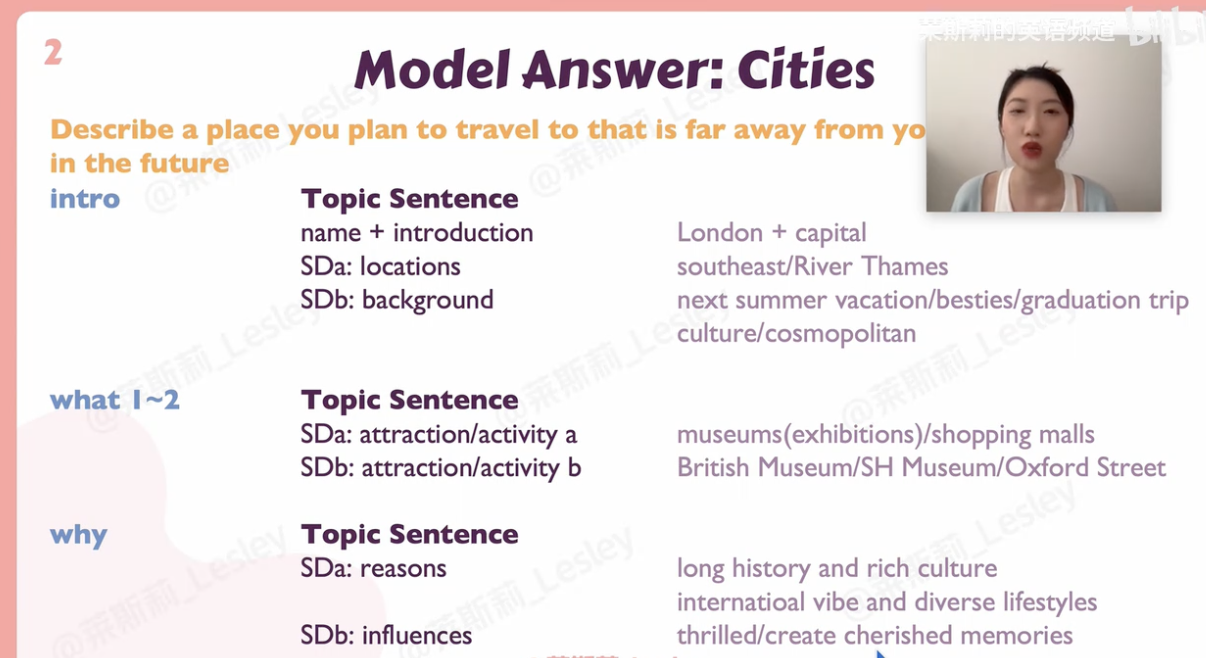 莱斯莉的英语频道 bilibili
2
Model Answer: Cities
Describe a place you plan to travel to that is far away from yo
in the future
intro
Topic Sentence
name + introduction London + capital
SDa: locations southeast/River Thames
SDb: background next summer vacation/besties/graduation trip
culture/cosmopolitan
what 1~2 Topic Sentence
SDa: attraction/activity a museums(exhibitions)/shopping malls
SDb: attraction/activity b British Museum/SH Museum/Oxford Street
why Topic Sentence
SDa: reasons long history and rich culture
internatioal vibe and diverse lifestyles
SDb: influences thrilled/create cherished memories
@莱斯莉_Lesley